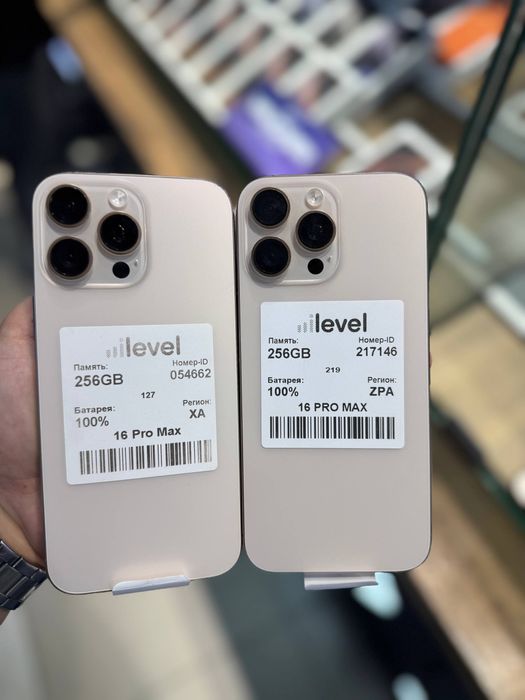 level
Память:
Номер-ID
256GB
054662
127
Батарея:
Регион:
100%
XA
16 Pro Max
level
Память:
Номер-ID
256GB
217146
219
Батарея:
Регион:
100%
ZPA
16 PRO MAX